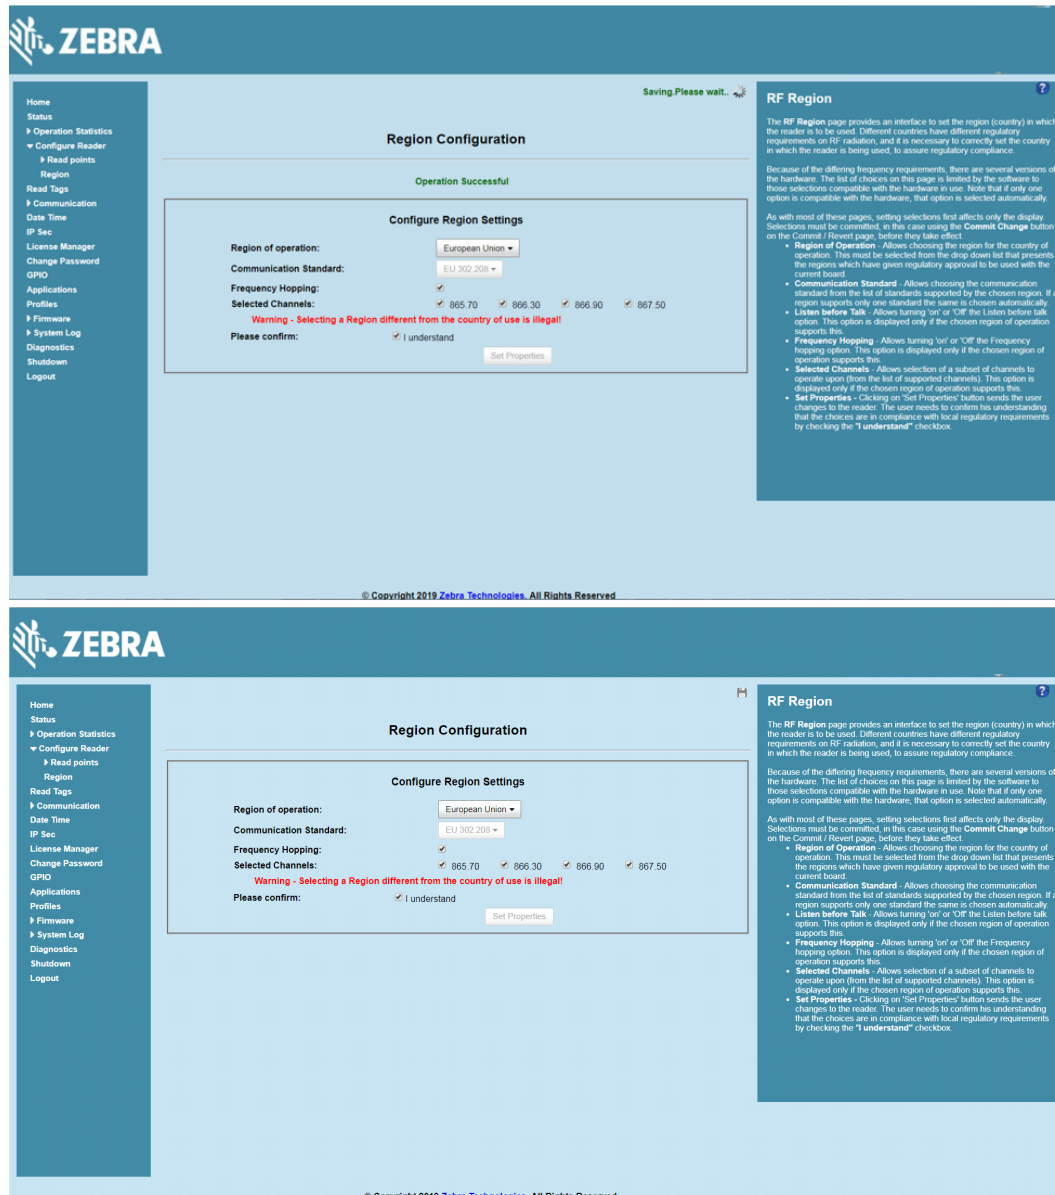 ZEBRA
Saving.Please wait..
Home
Status
Operation Statistics
Configure Reader
Read points
Region
Read Tags
Communication
Date Time
IP Sec
License Manager
Change Password
GPIO
Applications
Profiles
Firmware
System Log
Diagnostics
Shutdown
Logout
Region Configuration
Operation Successful
Configure Region Settings
Region of operation: European Union
Communication Standard: EU 302.208
Frequency Hopping:
Selected Channels: 865.70 866.30 866.90 867.50
Warning - Selecting a Region different from the country of use is illegal!
Please confirm: I understand
Set Properties
?
RF Region
The RF Region page provides an interface to set the region (country) in which
the reader is to be used. Different countries have different regulatory
requirements on RF radiation, and it is necessary to correctly set the country
in which the reader is being used, to assure regulatory compliance.
Because of the differing frequency requirements, there are several versions of
the hardware. The list of choices on this page is limited by the software to
those selections compatible with the hardware in use. Note that if only one
option is compatible with the hardware, that option is selected automatically.
As with most of these pages, setting selections first affects only the display.
Selections must be committed, in this case using the Commit Change button
on the Commit / Revert page, before they take effect.
• Region of Operation - Allows choosing the region for the country of
operation. This must be selected from the drop down list that presents
the regions which have given regulatory approval to be used with the
current board.
• Communication Standard - Allows choosing the communication
standard from the list of standards supported by the chosen region. If a
region supports only one standard the same is chosen automatically.
• Listen before Talk - Allows turning 'on' or 'Off' the Listen before talk
option. This option is displayed only if the chosen region of operation
supports this.
• Frequency Hopping - Allows turning 'on' or 'Off' the Frequency
hopping option. This option is displayed only if the chosen region of
operation supports this.
• Selected Channels - Allows selection of a subset of channels to
operate upon (from the list of supported channels). This option is
displayed only if the chosen region of operation supports this.
• Set Properties - Clicking on 'Set Properties' button sends the user
changes to the reader. The user needs to confirm his understanding
that the choices are in compliance with local regulatory requirements
by checking the "I understand" checkbox.
© Copyright 2019 Zebra Technologies. All Rights Reserved
ZEBRA
Home
Status
Operation Statistics
Configure Reader
Read points
Region
Read Tags
Communication
Date Time
IP Sec
License Manager
Change Password
GPIO
Applications
Profiles
Firmware
System Log
Diagnostics
Shutdown
Logout
Region Configuration
Configure Region Settings
Region of operation: European Union
Communication Standard: EU 302.208
Frequency Hopping:
Selected Channels: 865.70 866.30 866.90 867.50
Warning - Selecting a Region different from the country of use is illegal!
Please confirm: I understand
Set Properties
?
RF Region
The RF Region page provides an interface to set the region (country) in which
the reader is to be used. Different countries have different regulatory
requirements on RF radiation, and it is necessary to correctly set the country
in which the reader is being used, to assure regulatory compliance.
Because of the differing frequency requirements, there are several versions of
the hardware. The list of choices on this page is limited by the software to
those selections compatible with the hardware in use. Note that if only one
option is compatible with the hardware, that option is selected automatically.
As with most of these pages, setting selections first affects only the display.
Selections must be committed, in this case using the Commit Change button
on the Commit / Revert page, before they take effect.
• Region of Operation - Allows choosing the region for the country of
operation. This must be selected from the drop down list that presents
the regions which have given regulatory approval to be used with the
current board.
• Communication Standard - Allows choosing the communication
standard from the list of standards supported by the chosen region. If a
region supports only one standard the same is chosen automatically.
• Listen before Talk - Allows turning 'on' or 'Off' the Listen before talk
option. This option is displayed only if the chosen region of operation
supports this.
• Frequency Hopping - Allows turning 'on' or 'Off' the Frequency
hopping option. This option is displayed only if the chosen region of
operation supports this.
• Selected Channels - Allows selection of a subset of channels to
operate upon (from the list of supported channels). This option is
displayed only if the chosen region of operation supports this.
• Set Properties - Clicking on 'Set Properties' button sends the user
changes to the reader. The user needs to confirm his understanding
that the choices are in compliance with local regulatory requirements
by checking the "I understand" checkbox.
© Copyright 2019 Zebra Technologies. All Rights Reserved